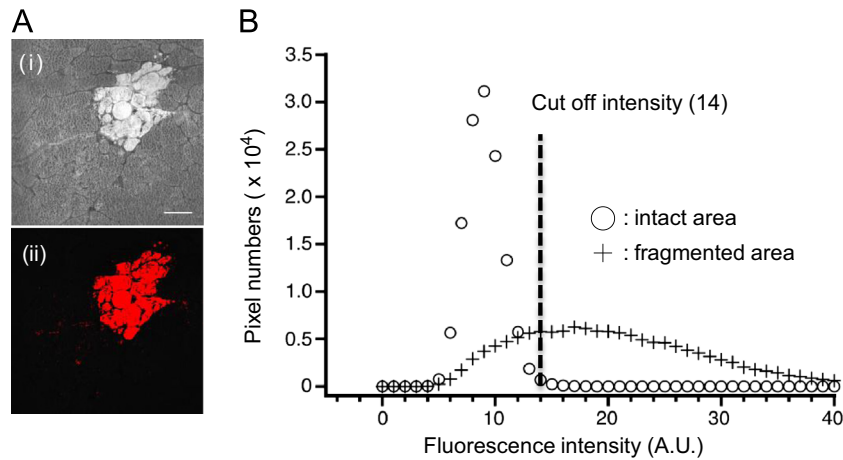 A
(i)
(ii)
B
Pixel numbers ( x 10⁴)
3.5
3.0
2.5
2.0
1.5
1.0
0.5
0
Cut off intensity (14)
: intact area
: fragmented area
0
10
20
30
40
Fluorescence intensity (A.U.)